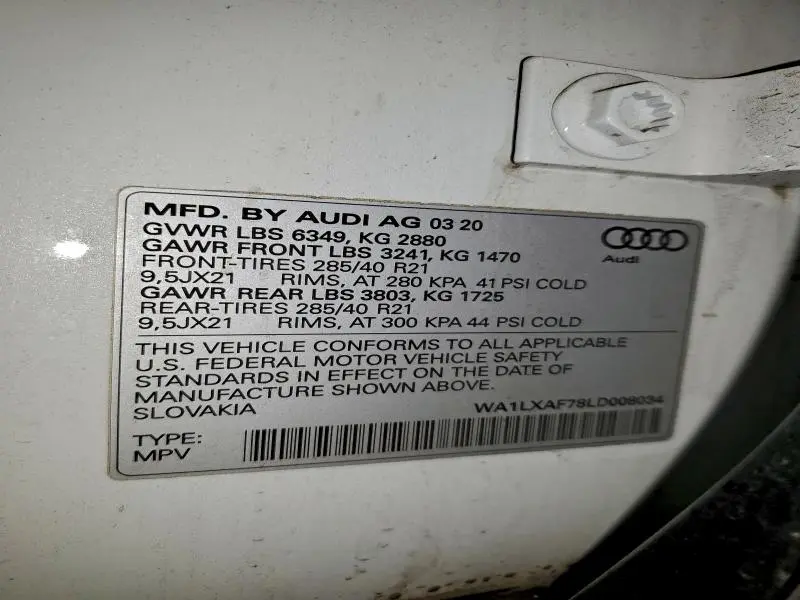 MFD. BY AUDI AG 03 20
GVWR LBS 6349, KG 2880
GAWR FRONT LBS 3241, KG 1470
FRONT-TIRES 285/40 R21
9,5JX21 RIMS, AT 280 KPA 41 PSI COLD
GAWR REAR LBS 3803, KG 1725
REAR-TIRES 285/40 R21
9,5JX21 RIMS, AT 300 KPA 44 PSI COLD
Audi
THIS VEHICLE CONFORMS TO ALL APPLICABLE
U.S. FEDERAL MOTOR VEHICLE SAFETY
STANDARDS IN EFFECT ON THE DATE OF
MANUFACTURE SHOWN ABOVE.
SLOVAKIA WA1LXAF78LD008034
TYPE:
MPV